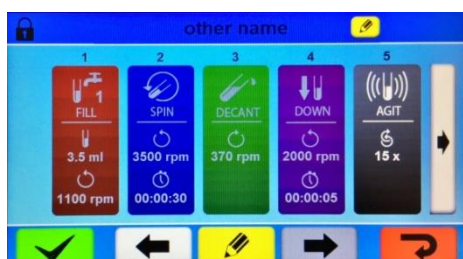 other name
1 2 3 4 5
1
FILL SPIN DECANT DOWN AGIT
3.5 ml 3500 rpm 370 rpm 2000 rpm 15 x
1100 rpm 00:00:30 00:00:05